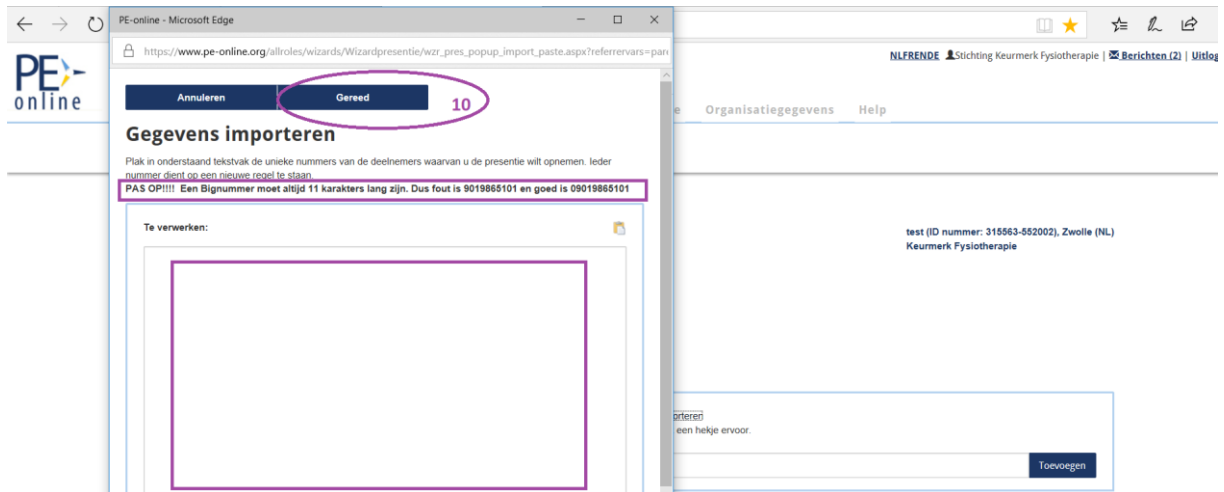 PE-online - Microsoft Edge
https://www.pe-online.org/allroles/wizards/Wizardpresentie/wzr_pres_popup_import_paste.aspx?referrervars=pare
PE
online
NLFRENDE Stichting Keurmerk Fysiotherapie | Berichten (2) | Uitlog
Annuleren
Gereed
10
e
Organisatiegegevens
Help
Gegevens importeren
Plak in onderstaand tekstvak de unieke nummers van de deelnemers waarvan u de presentie wilt opnemen. Ieder
nummer dient op een nieuwe regel te staan.
PAS OP!!!! Een Bignummer moet altijd 11 karakters lang zijn. Dus fout is 9019865101 en goed is 09019865101
Te verwerken:
test (ID nummer: 315563-552002), Zwolle (NL)
Keurmerk Fysiotherapie
orteren
een hekje ervoor.
Toevoegen